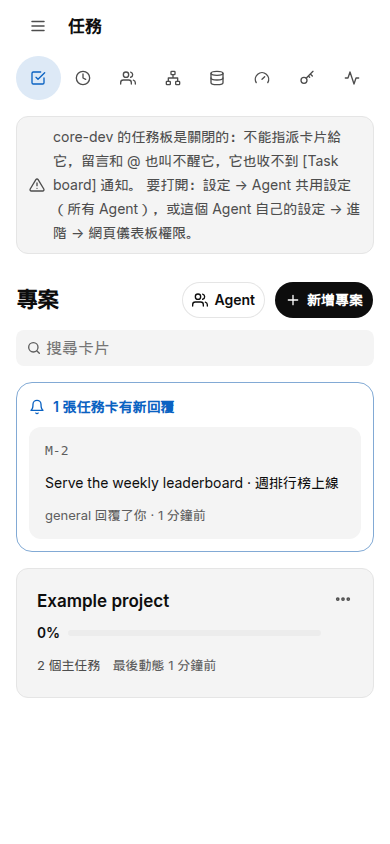 任務
core-dev 的任務板是關閉的：不能指派卡片給
它，留言和 @ 也叫不醒它，它也收不到 [Task
board] 通知。 要打開：設定 → Agent 共用設定
（所有 Agent），或這個 Agent 自己的設定 → 進
階 → 網頁儀表板權限。
專案
Agent
新增專案
搜尋卡片
1 張任務卡有新回覆
M-2
Serve the weekly leaderboard · 週排行榜上線
general 回覆了你 · 1 分鐘前
Example project
0%
2 個主任務 最後動態 1 分鐘前